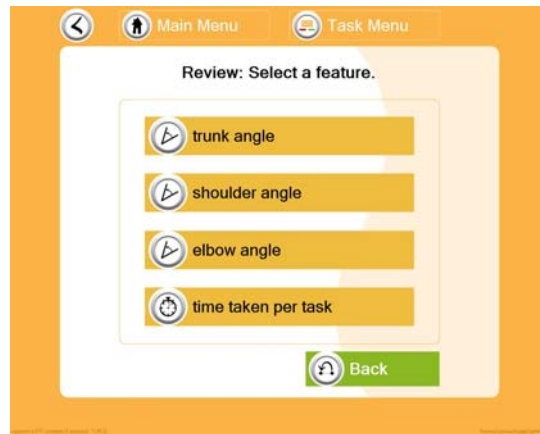 Main Menu
Task Menu
Review: Select a feature.
trunk angle
shoulder angle
elbow angle
time taken per task
Back